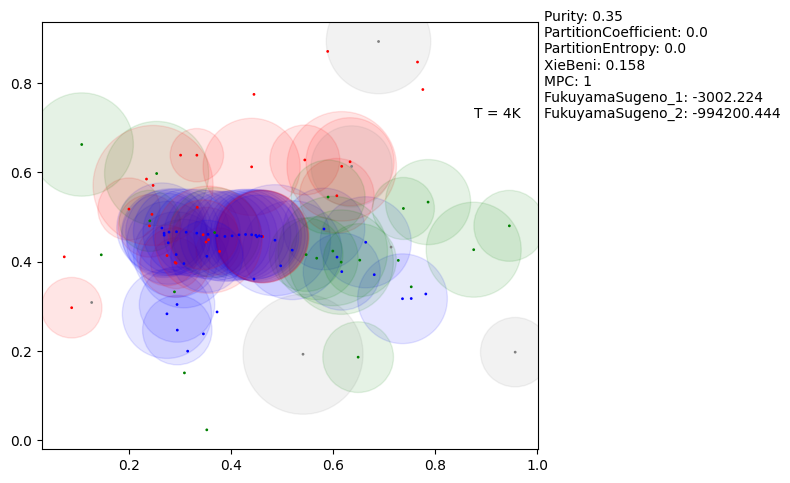 Purity: 0.35
PartitionCoefficient: 0.0
PartitionEntropy: 0.0
XieBeni: 0.158
MPC: 1
FukuyamaSugeno_1: -3002.224
FukuyamaSugeno_2: -994200.444
T = 4K
0.8
0.6
0.4
0.2
0.0
0.2 0.4 0.6 0.8 1.0